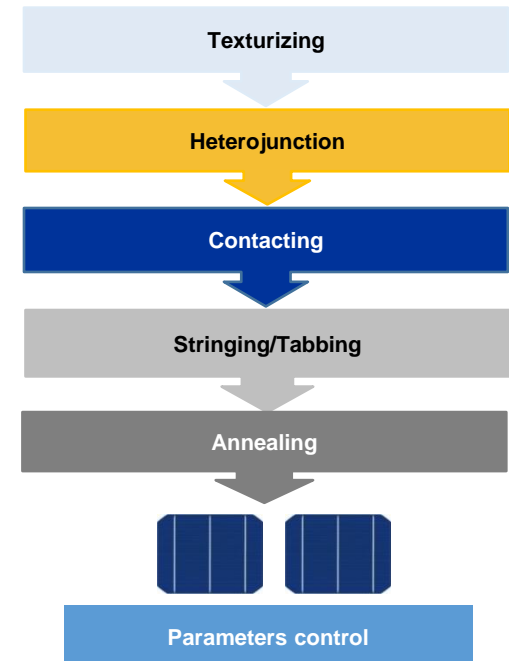 Texturizing
Heterojunction
Contacting
Stringing/Tabbing
Annealing
Parameters control